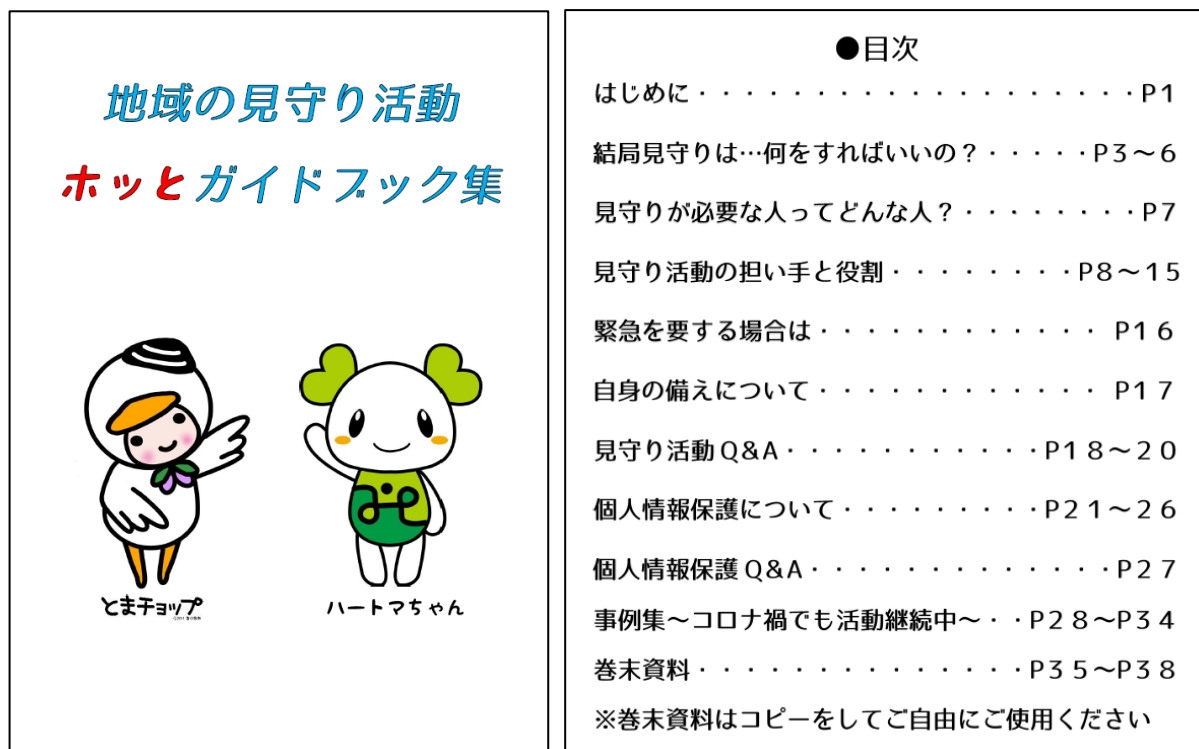 地域の見守り活動
ホッとガイドブック集
とまチョップ
ハートマちゃん
●目次
はじめに・・・・・・・・・・・・・・・・・・・P1
結局見守りは…何をすればいいの？・・・・・P3～6
見守りが必要な人ってどんな人？・・・・・・・・P7
見守り活動の担い手と役割・・・・・・・・P8～15
緊急を要する場合は・・・・・・・・・・・・・ P16
自身の備えについて・・・・・・・・・・・・・ P17
見守り活動Q&A・・・・・・・・・・・P18～20
個人情報保護について・・・・・・・・・P21～26
個人情報保護Q&A・・・・・・・・・・・・・P27
事例集～コロナ禍でも活動継続中～・・P28～P34
巻末資料・・・・・・・・・・・・・・P35～P38
※巻末資料はコピーをしてご自由にご使用ください